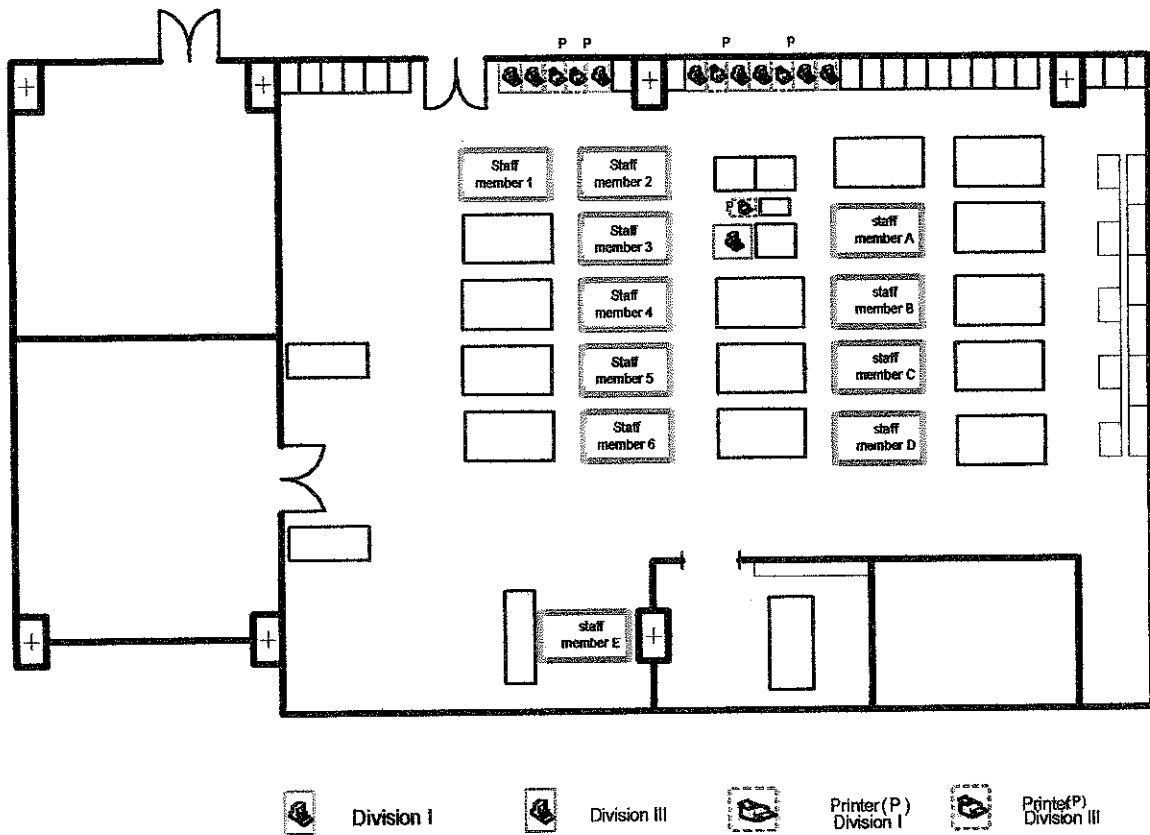 P P P P
Staff
member 1
Staff
member 2
Staff
member 3
P
staff
member A
Staff
member 4
staff
member B
Staff
member 5
staff
member C
Staff
member 6
staff
member D
staff
member E
Division I
Division III
Printer(P)
Division I
Printer(P)
Division III